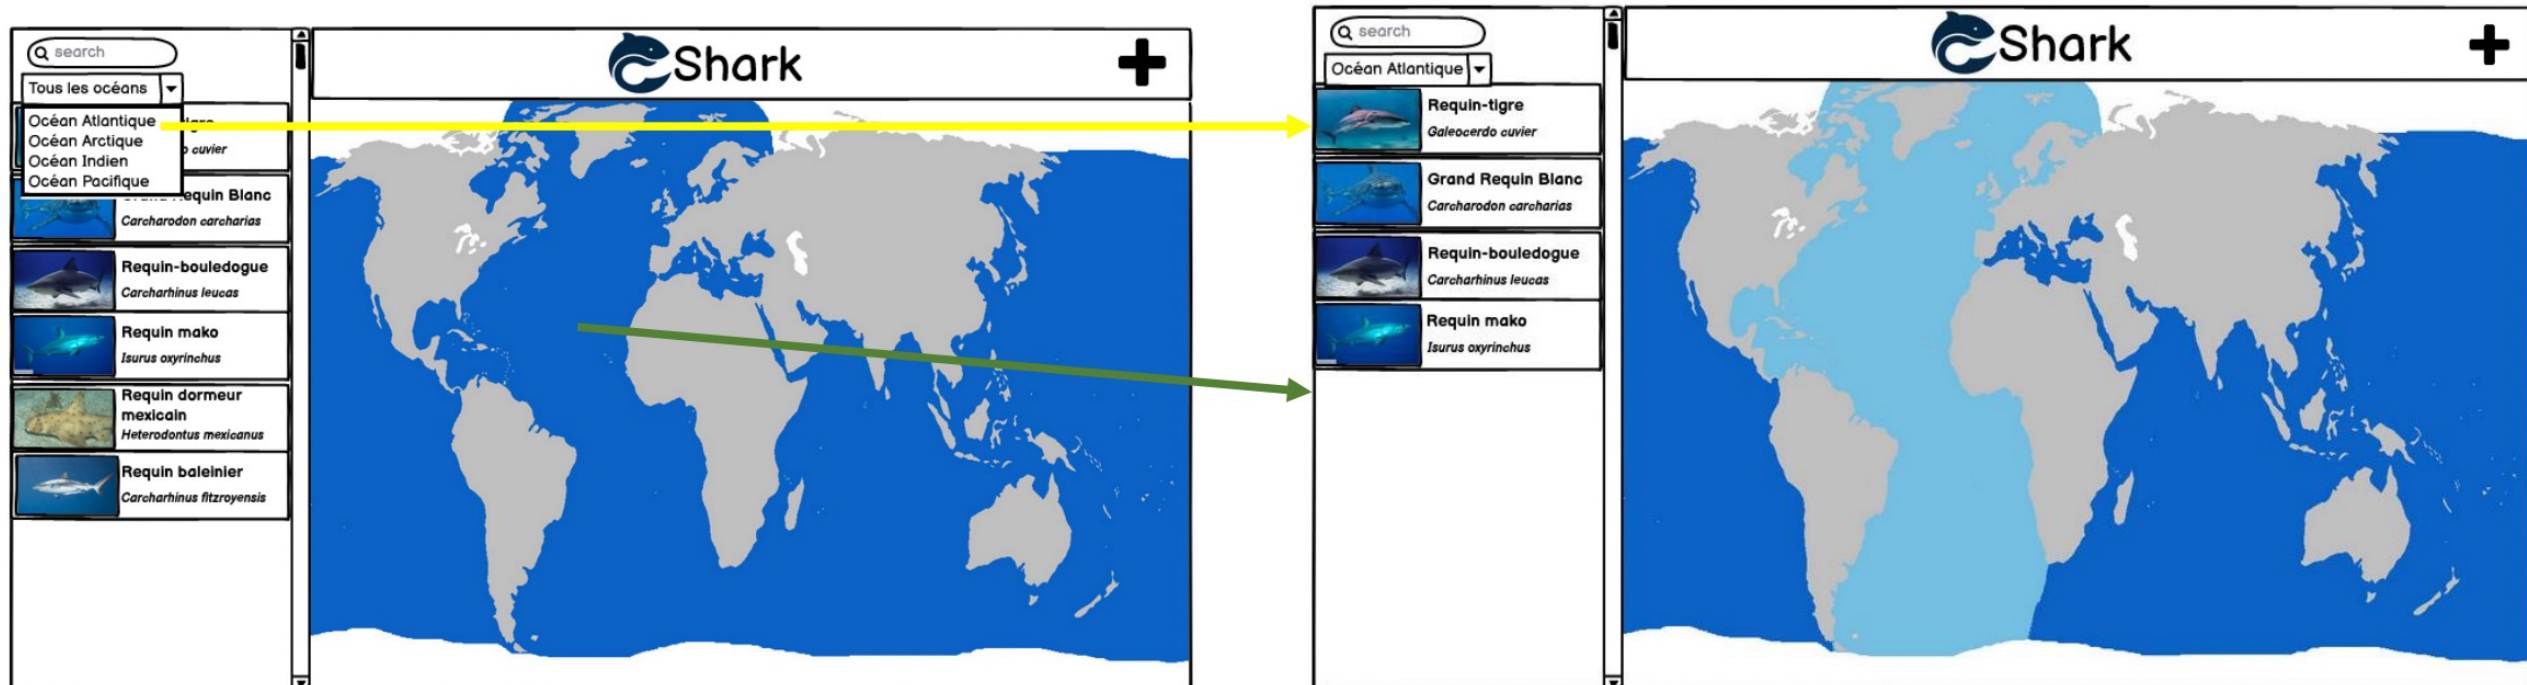 search
Tous les océans
Océan Atlantique
Océan Arctique
Océan Indien
Océan Pacifique
cuvier
Requin Blanc
Carcharodon carcharias
Requin-bouledogue
Carcharhinus leucas
Requin mako
Isurus oxyrinchus
Requin dormeur
mexicain
Heterodontus mexicanus
Requin baleinier
Carcharhinus fitzroyensis
Shark
search
Océan Atlantique
Requin-tigre
Galeocerdo cuvier
Grand Requin Blanc
Carcharodon carcharias
Requin-bouledogue
Carcharhinus leucas
Requin mako
Isurus oxyrinchus
Shark